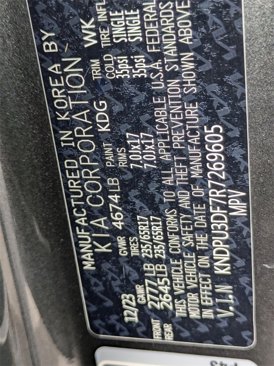 MANUFACTURED IN KOREA BY
KIA CORPORATION
PAINT KDG TRIM WK
12/23 GVWR 4674LB
GAWR TIRES RIMS COLD TIRE INFL
FRONT 2777LB 235/65R17 7.0Jx17 35psi SINGLE
REAR 2645LB 235/65R17 7.0Jx17 35psi SINGLE
THIS VEHICLE CONFORMS TO ALL APPLICABLE U.S.A. FEDERAL
MOTOR VEHICLE SAFETY AND THEFT PREVENTION STANDARDS
IN EFFECT ON THE DATE OF MANUFACTURE SHOWN ABOVE
V.I.N KNDPU3DF7R7269605
MPV